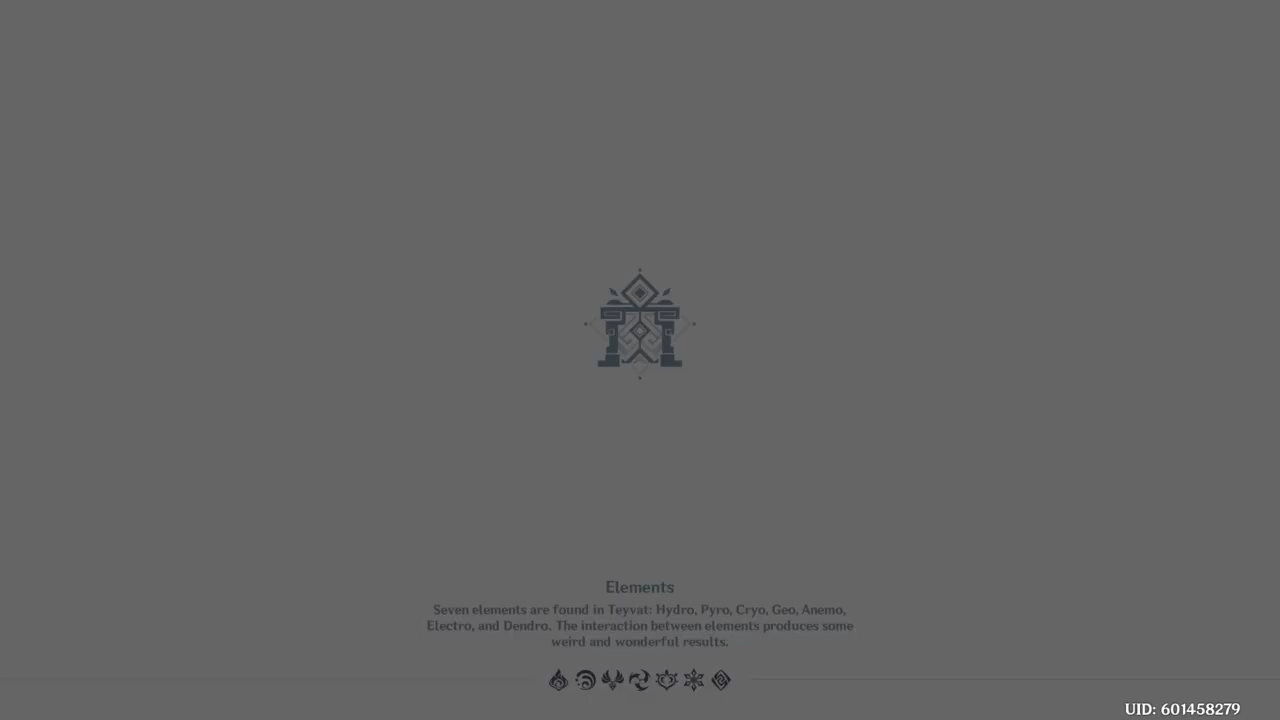 Elements
Seven elements are found in Teyvat: Hydro, Pyro, Cryo, Geo, Anemo,
Electro, and Dendro. The interaction between elements produces some
weird and wonderful results.
UID: 601458279